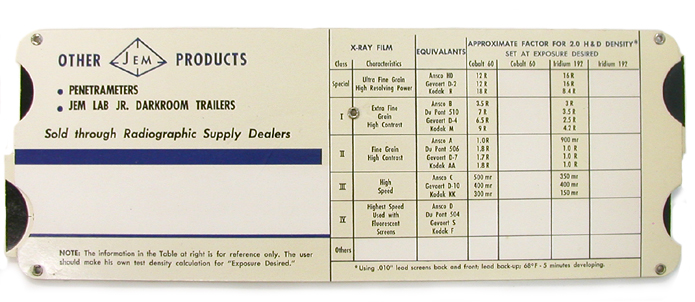 OTHER JEM PRODUCTS
• PENETRAMETERS
• JEM LAB JR. DARKROOM TRAILERS
Sold through Radiographic Supply Dealers
NOTE: The information in the Table at right is for reference only. The user
should make his own test density calculation for "Exposure Desired."
X-RAY FILM EQUIVALANTS APPROXIMATE FACTOR FOR 2.0 H&D DENSITY*
SET AT EXPOSURE DESIRED
Class Characteristics Cobalt 60 Cobalt 60 Iridium 192 Iridium 192
Special Ultra Fine Grain High Resolving Power
Ansco HD 12 R 16 R
Gevaert D-2 12 R 16 R
Kodak R 18 R 8.4 R
I Extra Fine Grain High Contrast
Ansco B 3.5 R 3 R
Du Pont 510 7 R 3.5 R
Gevaert D-4 6.5 R 2.5 R
Kodak M 9 R 4.2 R
II Fine Grain High Contrast
Ansco A 1.0 R 900 mr
Du Pont 506 1.8 R 1.0 R
Gevaert D-7 1.7 R 1.0 R
Kodak AA 1.8 R 1.0 R
III High Speed
Ansco C 500 mr 350 mr
Gevaert D-10 400 mr 400 mr
Kodak KK 300 mr 150 mr
IV Highest Speed Used with Fluorescent Screens
Ansco D
Du Pont 504
Gevaert S
Kodak F
Others
*Using .010" lead screens back and front; lead back-up; 68°F - 5 minutes developing.